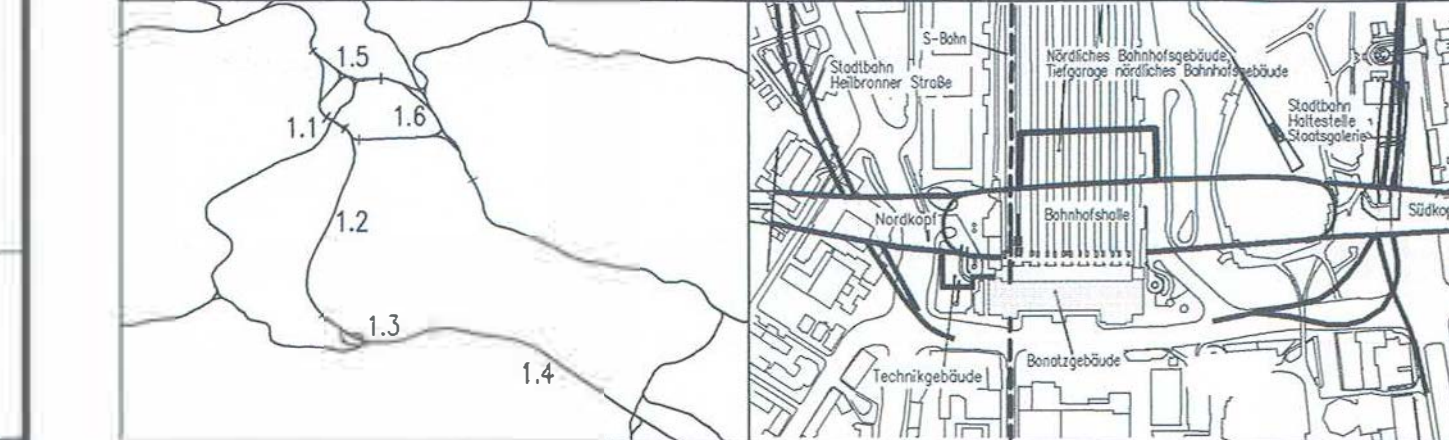 1.5
1.6
1.1
1.2
1.3
1.4
S-Bahn
Stadtbahn
Heilbronner Straße
Nördliches Bahnhofsgebäude,
Tiefgarage nördliches Bahnhofsgebäude
Stadtbahn
Haltestelle
Staatsgalerie
Nordkopf
Bahnhofshalle
Südkop
Technikgebäude
Bonatzgebäude